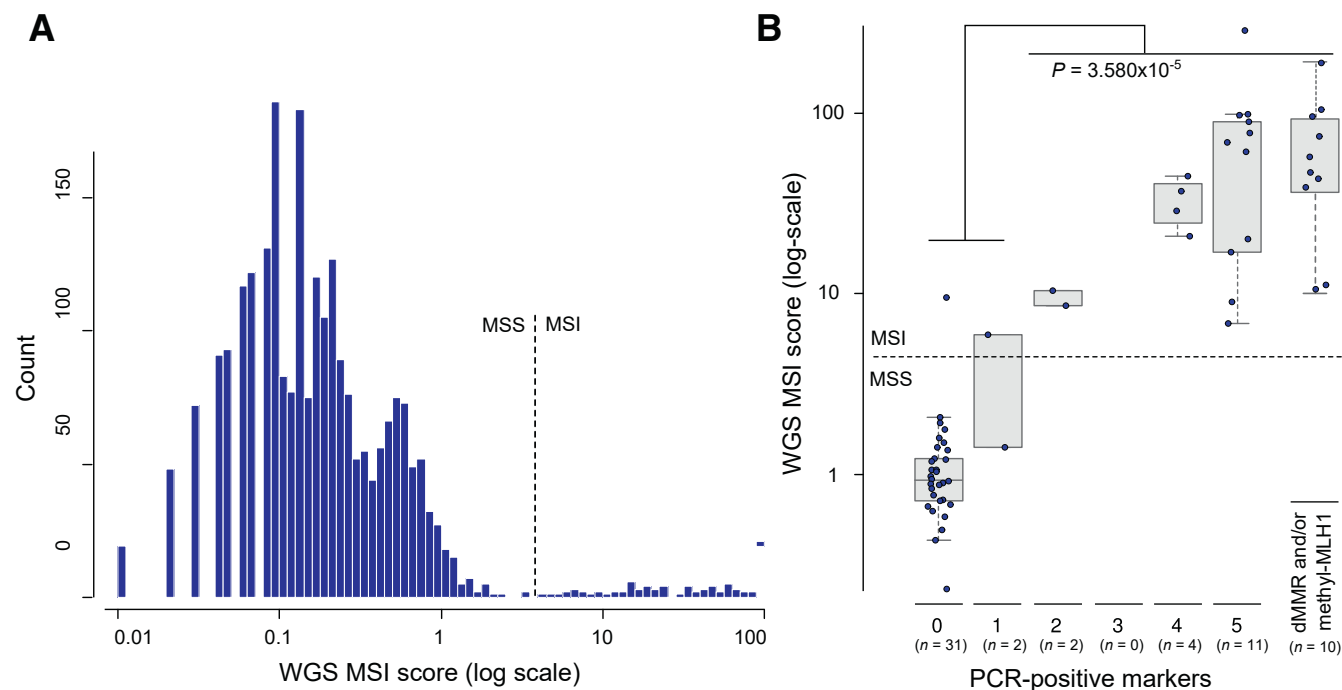 A
Count
150
100
50
0
MSS
MSI
0.01
0.1
1
10
100
WGS MSI score (log scale)
B
WGS MSI score (log-scale)
100
10
1
P = 3.580x10-5
MSI
MSS
0
1
2
3
4
5
(n = 31)
(n = 2)
(n = 2)
(n = 0)
(n = 4)
(n = 11)
dMMR and/or
methyl-MLH1
(n = 10)
PCR-positive markers